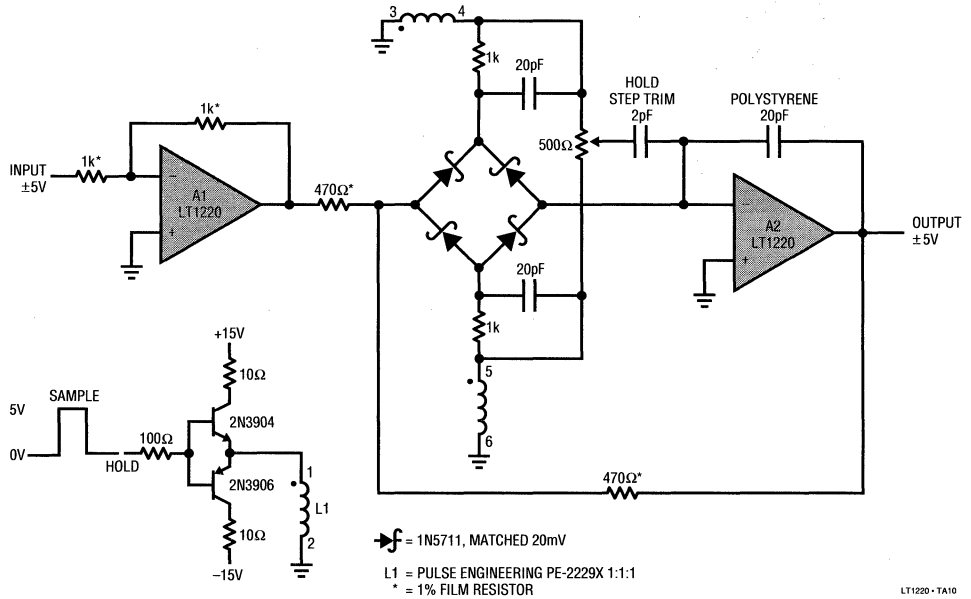 3
4
1k
20pF
HOLD
STEP TRIM
2pF
POLYSTYRENE
20pF
1k*
INPUT
±5V
1k*
500Ω
–
A1
LT1220
+
470Ω*
–
A2
LT1220
+
OUTPUT
±5V
20pF
1k
5
6
+15V
10Ω
SAMPLE
5V
0V
HOLD
100Ω
2N3904
2N3906
1
L1
2
10Ω
–15V
470Ω*
= 1N5711, MATCHED 20mV
L1 = PULSE ENGINEERING PE-2229X 1:1:1
* = 1% FILM RESISTOR
LT1220 • TA10